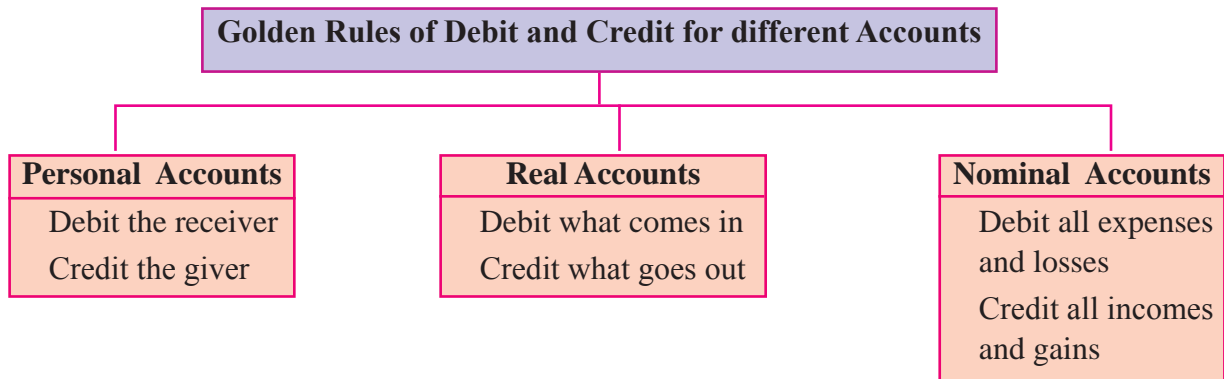 Golden Rules of Debit and Credit for different Accounts
Personal Accounts
Debit the receiver
Credit the giver
Real Accounts
Debit what comes in
Credit what goes out
Nominal Accounts
Debit all expenses
and losses
Credit all incomes
and gains